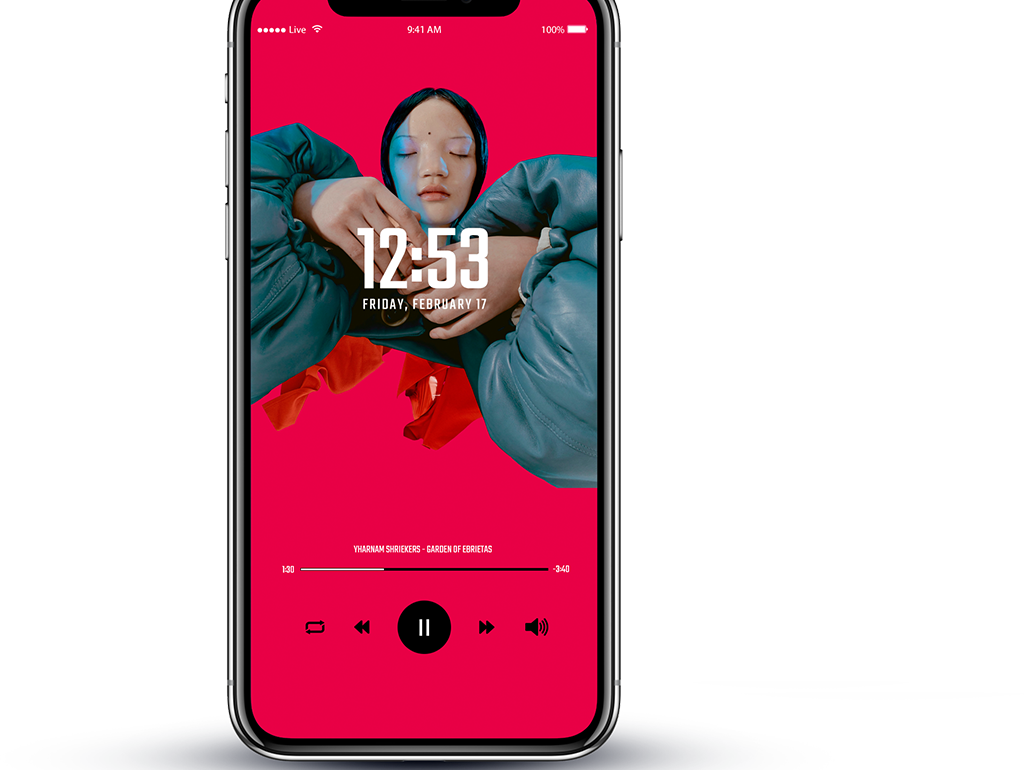 ●●●●● Live 9:41 AM 100%
12:53
FRIDAY, FEBRUARY 17
YHARNAM SHRIEKERS - GARDEN OF EBRIETAS
1:30 -3:40